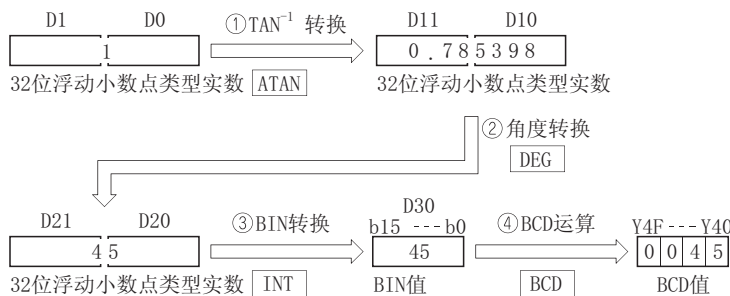 D1 D0 ①TAN⁻¹ 转换 D11 D10
1 0.785398
32位浮动小数点类型实数 ATAN 32位浮动小数点类型实数
②角度转换
DEG
D21 D20 ③BIN转换 D30 ④BCD运算
b15 ---b0 Y4F---Y40
45 45 0 0 4 5
32位浮动小数点类型实数 INT BIN值 BCD BCD值